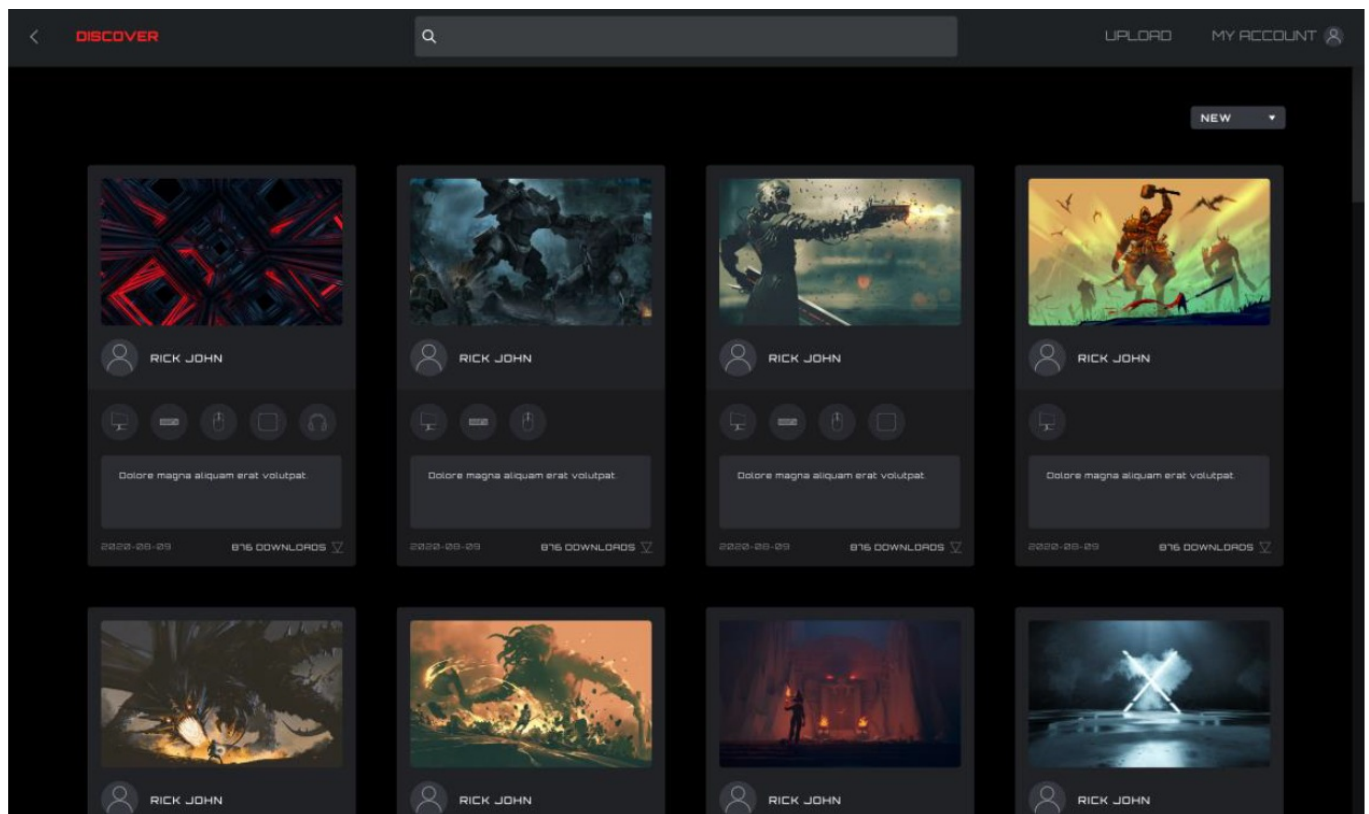 DISCOVER
UPLOAD
MY ACCOUNT
NEW
RICK JOHN
RICK JOHN
RICK JOHN
RICK JOHN
Dolore magna aliquam erat volutpat.
Dolore magna aliquam erat volutpat.
Dolore magna aliquam erat volutpat.
Dolore magna aliquam erat volutpat.
2020-08-09 876 DOWNLOADS
2020-08-09 876 DOWNLOADS
2020-08-09 876 DOWNLOADS
2020-08-09 876 DOWNLOADS
RICK JOHN
RICK JOHN
RICK JOHN
RICK JOHN